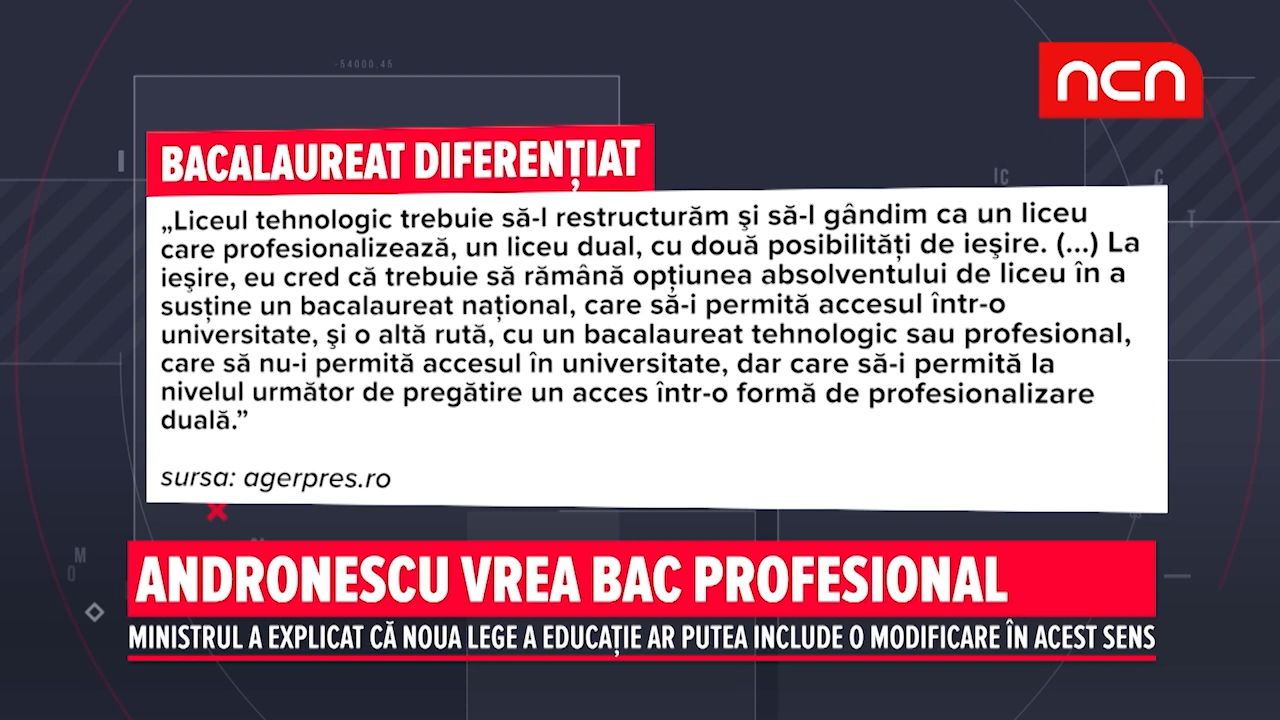 -54000.45
ncn
BACALAUREAT DIFERENȚIAT
„Liceul tehnologic trebuie să-l restructurăm şi să-l gândim ca un liceu
care profesionalizează, un liceu dual, cu două posibilități de ieşire. (...) La
ieşire, eu cred că trebuie să rămână opțiunea absolventului de liceu în a
susține un bacalaureat național, care să-i permită accesul într-o
universitate, şi o altă rută, cu un bacalaureat tehnologic sau profesional,
care să nu-i permită accesul în universitate, dar care să-i permită la
nivelul următor de pregătire un acces într-o formă de profesionalizare
duală.”
sursa: agerpres.ro
ANDRONESCU VREA BAC PROFESIONAL
MINISTRUL A EXPLICAT CĂ NOUA LEGE A EDUCAȚIE AR PUTEA INCLUDE O MODIFICARE ÎN ACEST SENS